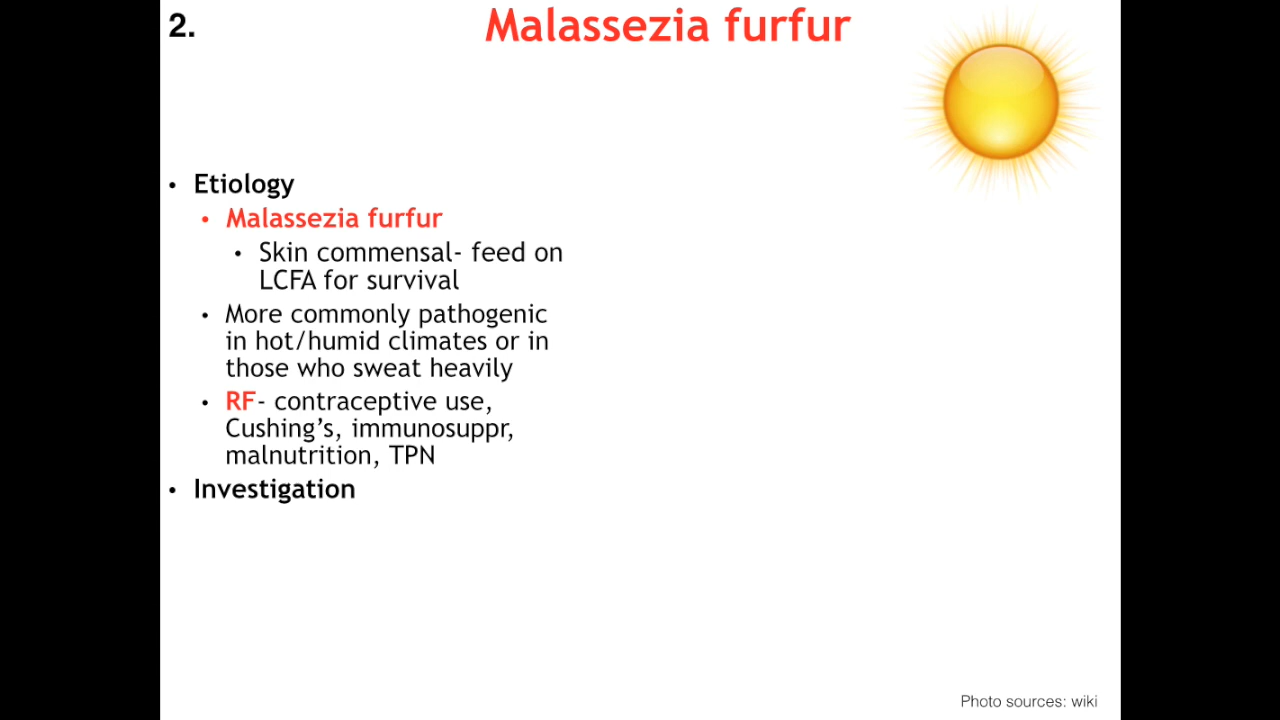 2.
Malassezia furfur
• Etiology
• Malassezia furfur
• Skin commensal- feed on
LCFA for survival
• More commonly pathogenic
in hot/humid climates or in
those who sweat heavily
• RF- contraceptive use,
Cushing’s, immunosuppr,
malnutrition, TPN
• Investigation
Photo sources: wiki